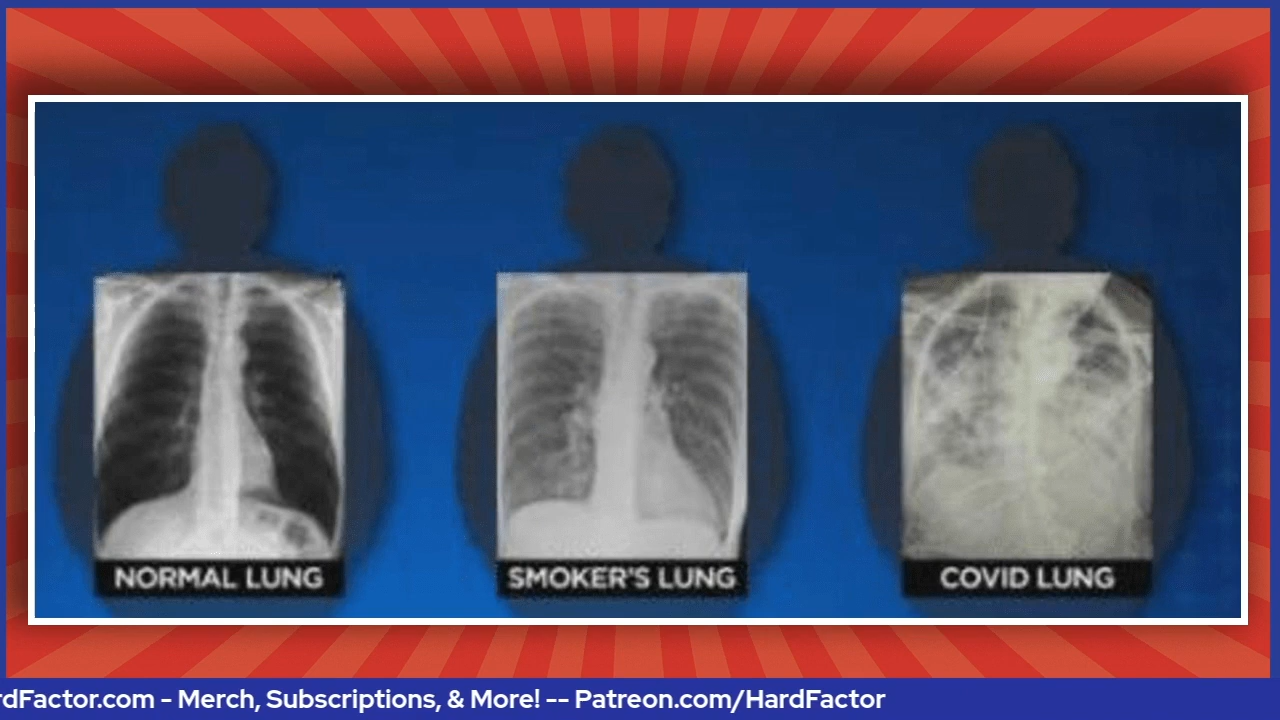 NORMAL LUNG
SMOKER'S LUNG
COVID LUNG
rdFactor.com - Merch, Subscriptions, & More! -- Patreon.com/HardFactor